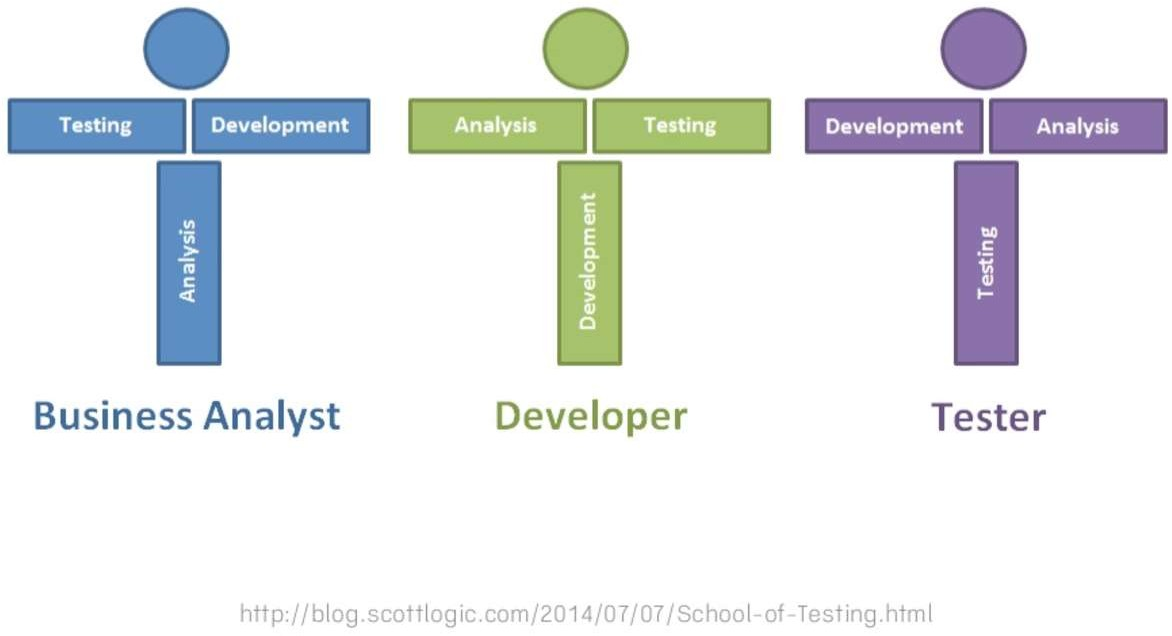 Testing Development
Analysis
Business Analyst
Analysis Testing
Development
Developer
Development Analysis
Testing
Tester
http://blog.scottlogic.com/2014/07/07/School-of-Testing.html